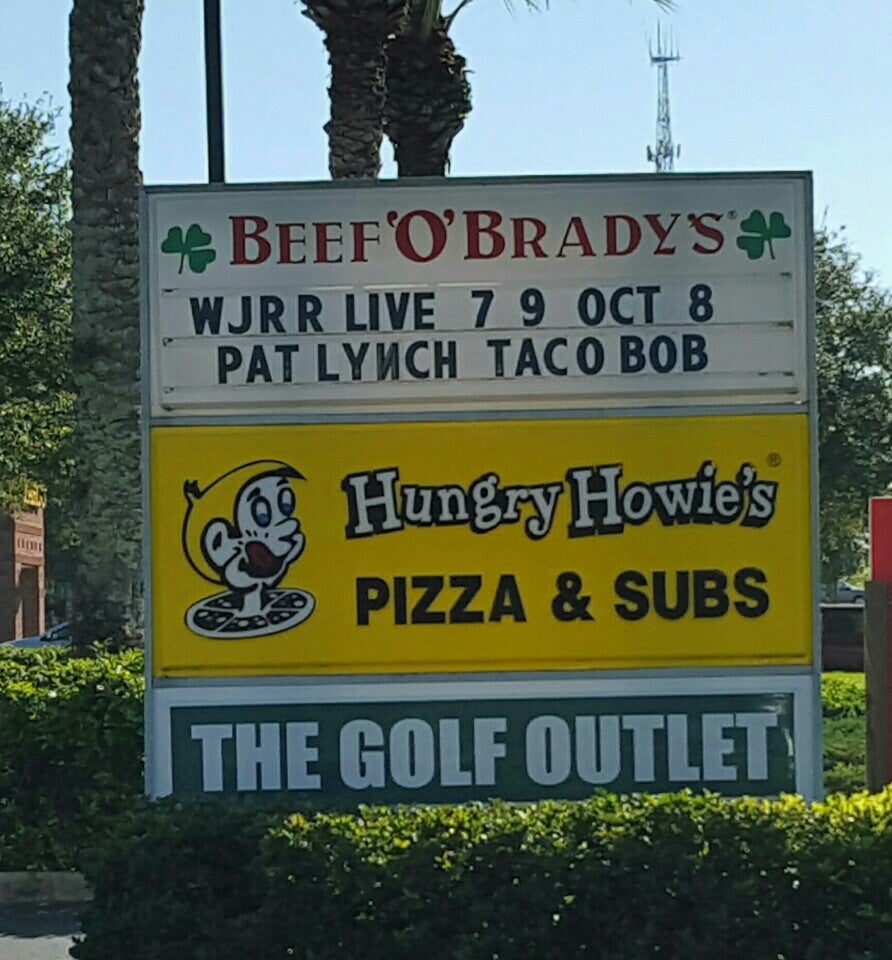 BEEF 'O' BRADY'S®
WJRR LIVE 7 9 OCT 8
PAT LYNCH TACO BOB
Hungry Howie's®
PIZZA & SUBS
THE GOLF OUTLET